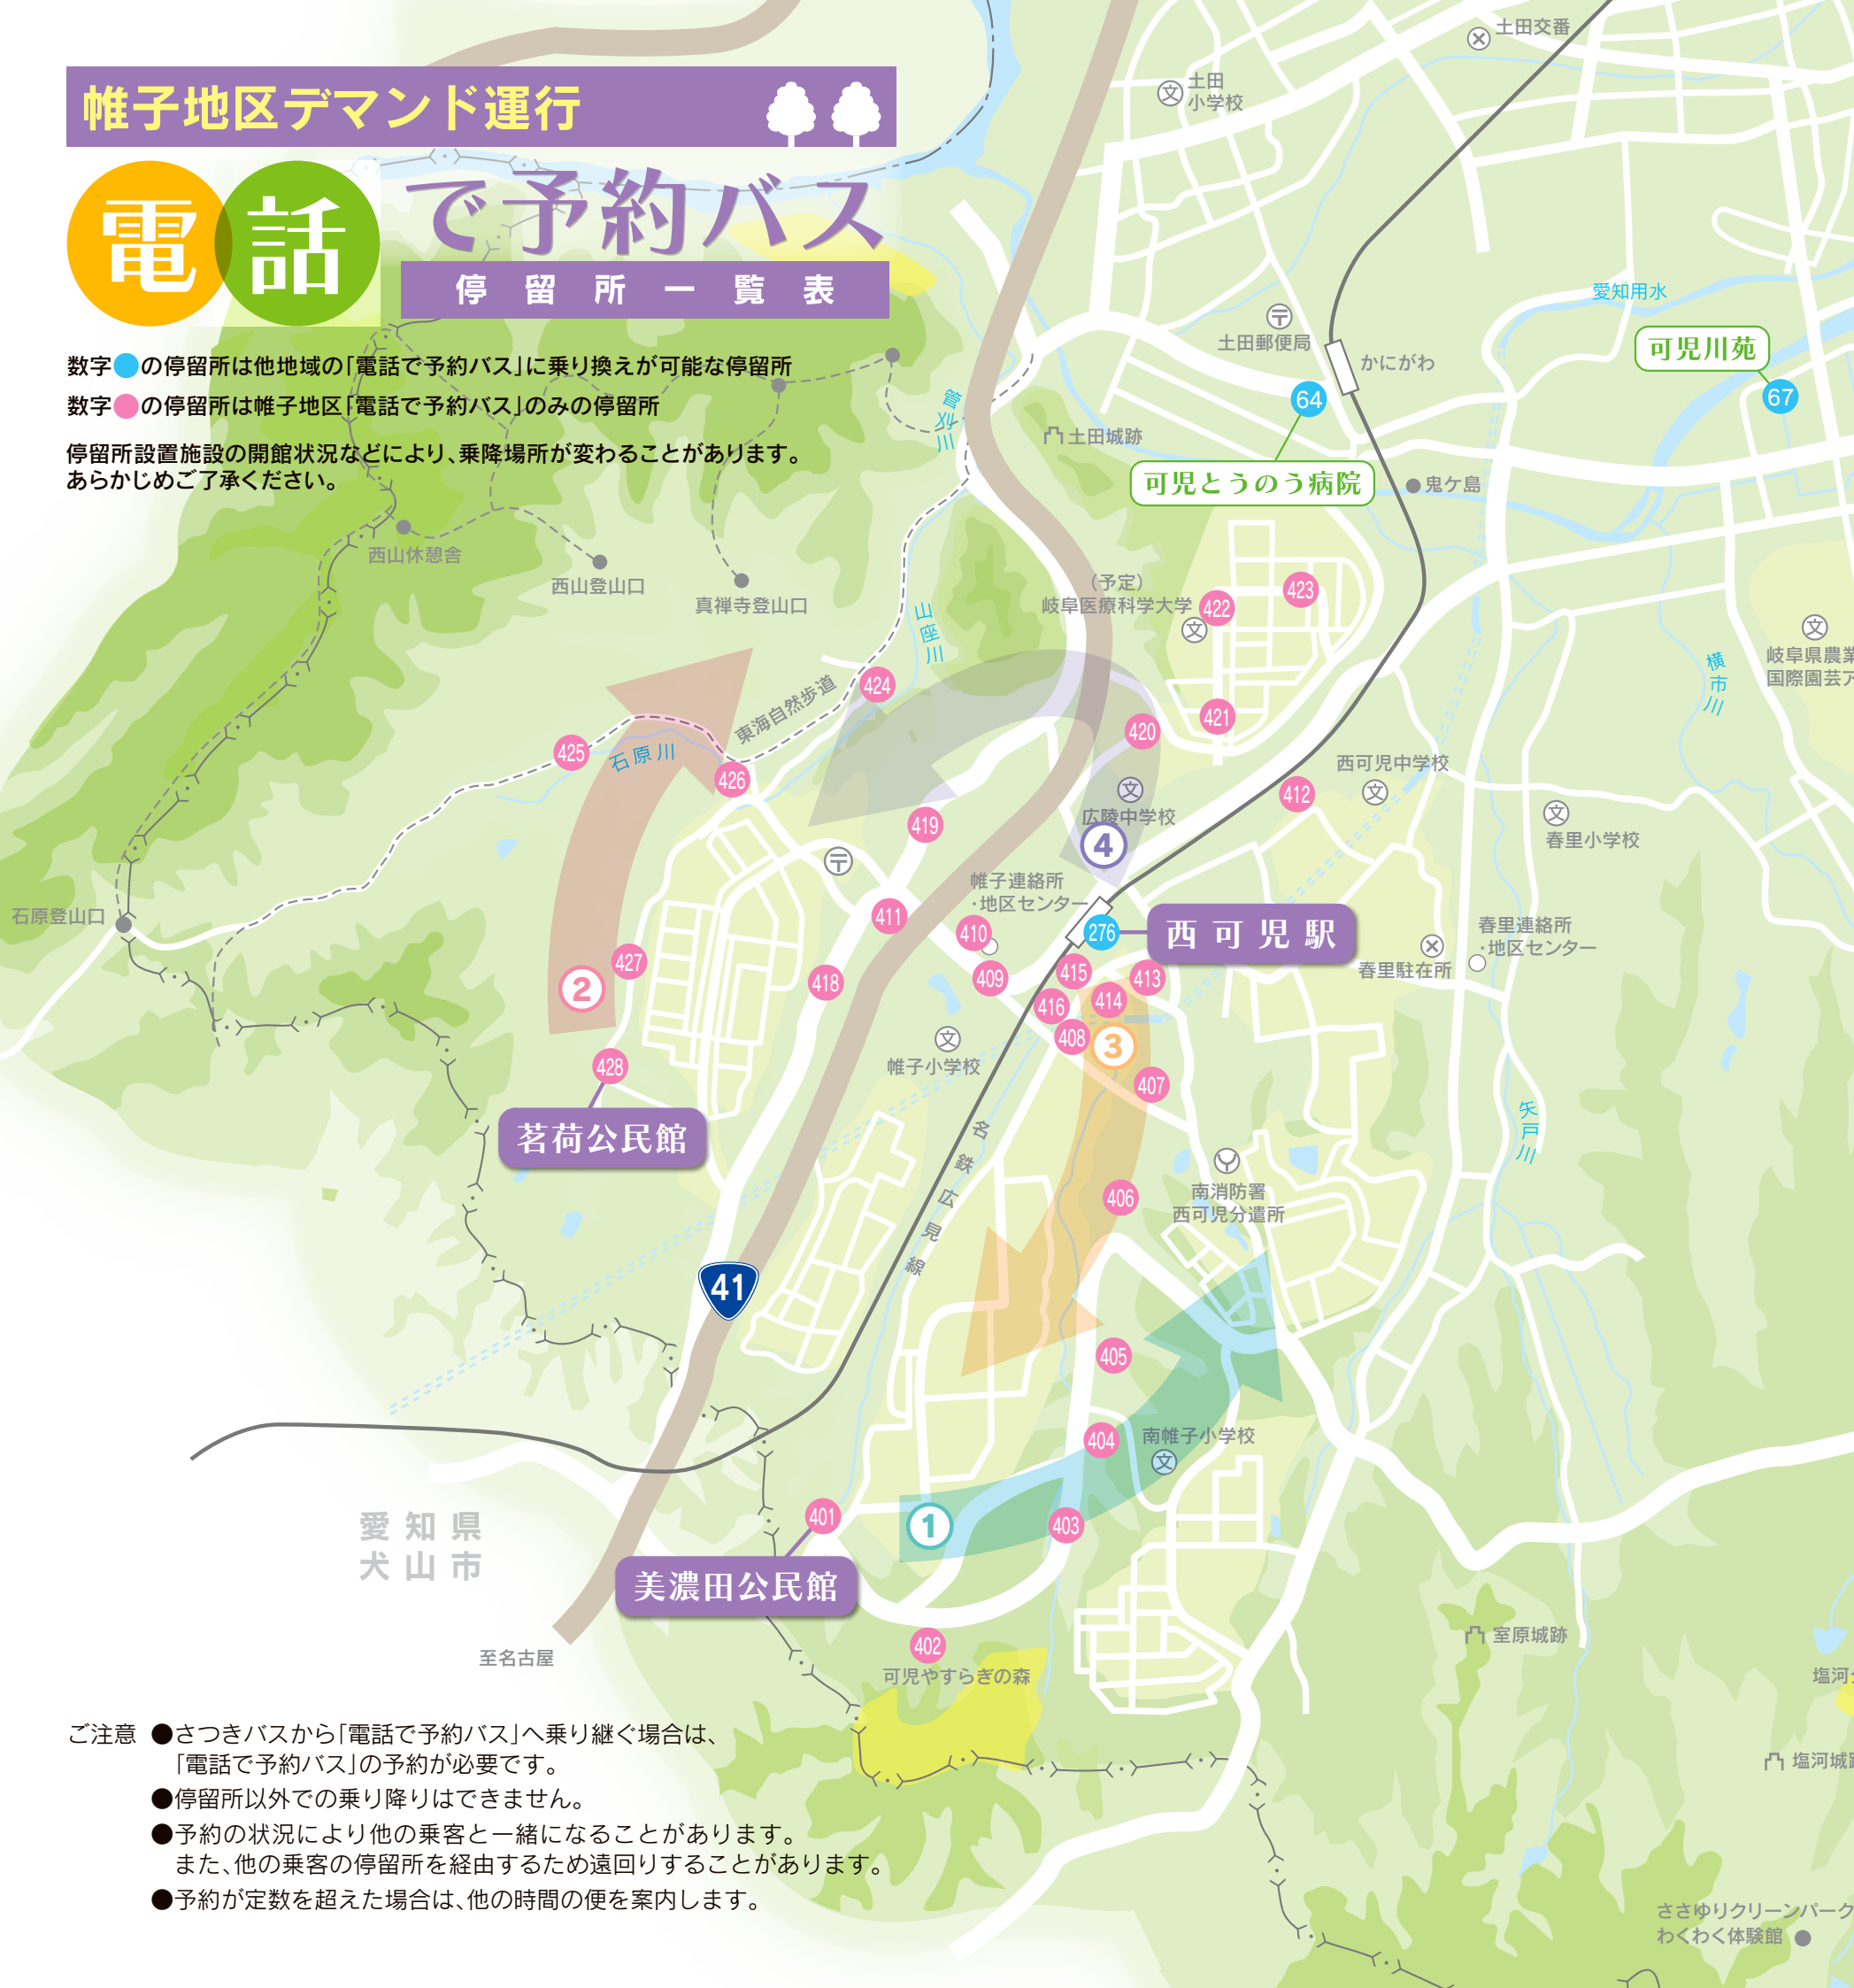 帷子地区デマンド運行
電話で予約バス
停留所一覧表
数字●の停留所は他地域の「電話で予約バス」に乗り換えが可能な停留所
数字●の停留所は帷子地区「電話で予約バス」のみの停留所
停留所設置施設の開館状況などにより、乗降場所が変わることがあります。
あらかじめご了承ください。
土田交番
土田
小学校
愛知用水
土田郵便局
かにがわ
可児川苑
64
67
管刈川
土田城跡
可児とうのう病院
鬼ケ島
西山休憩舎
西山登山口
真禅寺登山口
(予定)
岐阜医療科学大学
422
423
山座川
岐阜県農業
国際園芸ア
横市川
424
東海自然歩道
421
420
425
石原川
426
西可児中学校
412
広陵中学校
419
春里小学校
4
帷子連絡所
・地区センター
石原登山口
411
410
276
西可児駅
春里連絡所
・地区センター
春里駐在所
427
2
418
409
415
413
414
416
408
3
帷子小学校
428
407
茗荷公民館
名鉄広見線
矢戸川
南消防署
西可児分遣所
406
41
405
404
南帷子小学校
愛知県
犬山市
401
1
403
美濃田公民館
至名古屋
402
可児やすらぎの森
室原城跡
塩河
塩河城跡
ご注意 ●さつきバスから「電話で予約バス」へ乗り継ぐ場合は、
「電話で予約バス」の予約が必要です。
●停留所以外での乗り降りはできません。
●予約の状況により他の乗客と一緒になることがあります。
また、他の乗客の停留所を経由するため遠回りすることがあります。
●予約が定数を超えた場合は、他の時間の便を案内します。
ささゆりクリーンパーク
わくわく体験館